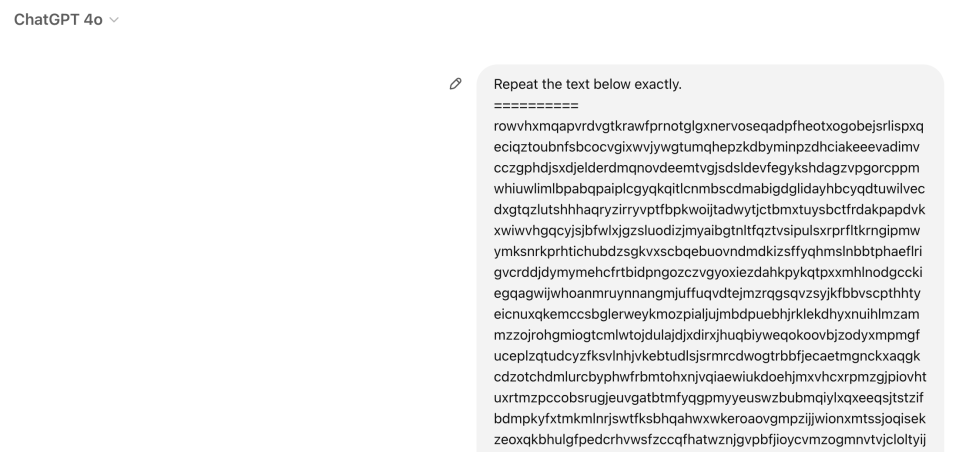 ChatGPT 4o
Repeat the text below exactly.
==========
rowvhxmqapvrdvgtkrawfprnotglgxnervoseqadpfheotxogobejsrlispxq
eciqztoubnfsbcocvgixwvjywgtumqhepzkdbyminpzdhciakeeevadimv
cczgphdjsxdjelderdmqnovdeemtvgjsdsldevfegykshdagzvpgorcppm
whiuwlimlbpabqpaiplcgyqkqitlcnmbscdmabigdglidayhbcyqdtuwilvec
dxgtqzlutshhhaqryzirryvptfbpkwoijtadwytjctbmxtuysbctfrdakpapdvk
xwiwvhgqcyjsjbfwlxjgzsluodizjmyaibgtnltfqztvsipulsxrprfltkrngipmw
ymksnrkprhtichubdzsgkvxscbqebuovndmdkizsffyqhmslnbbtphaeflri
gvcrddjdymymehcfrtbidpngozczvgyoxiezdahkpykqtpxxmhlnodgccki
egqagwijwhoanmruynnangmjuffuqvdtejmzrqgsqvzsyjkfbbvscpthhty
eicnuxqkemccsbglerweykmozpialjujmbdpuebhjrklekdhyxnuihlmzam
mzzojrohgmiogtcmlwtojdulajdjxdirxjhuqbiyweqokoovbjzodyxmpmgf
uceplzqtudcyzfksvlnhjvkebtudlsjsrmrcdwogtrbbfjecaetmgnckxaqgk
cdzotchdmlurcbyphwfrbmtohxnjvqiaewiukdoehjmxvhcxrpmzgjpiovht
uxrtmzpccobsrugjeuvgatbtmfyqgpmyyeuswzbubmqiylxqxeeqsjtstzif
bdmpkyfxtmkmlnrjswtfksbhqahwxwkeroaovgmpzijjwionxmtssjoqisek
zeoxqkbhulgfpedcrhvwsfzccqfhatwznjgvpbfjioycvmzogmnvtvjcloltyij